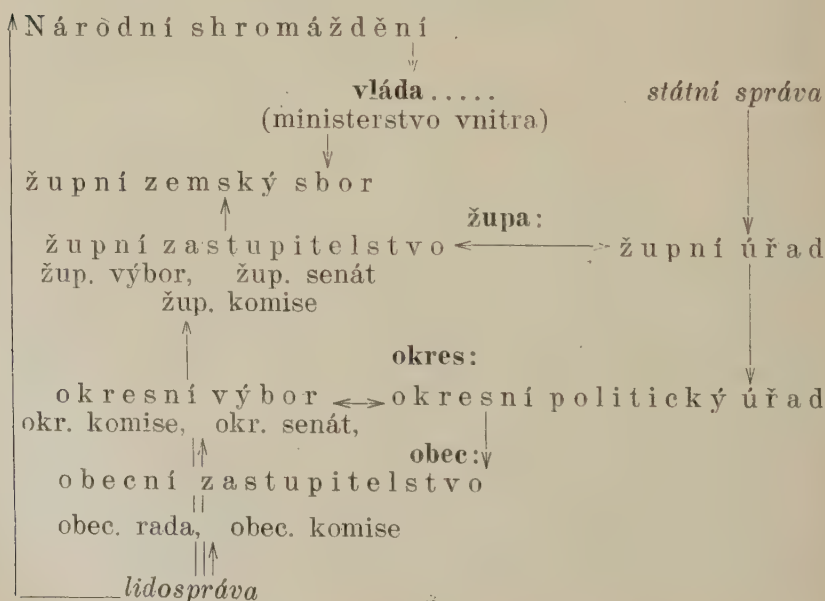 Národní shromáždění
vláda.....
státní správa
(ministerstvo vnitra)
župní zemský sbor
župa:
župní zastupitelstvo
župní úřad
žup. výbor, žup. senát
žup. komise
okres:
okresní výbor
okresní politický úřad
okr. komise, okr. senát,
obec:
obecní zastupitelstvo
obec. rada, obec. komise
lidospráva